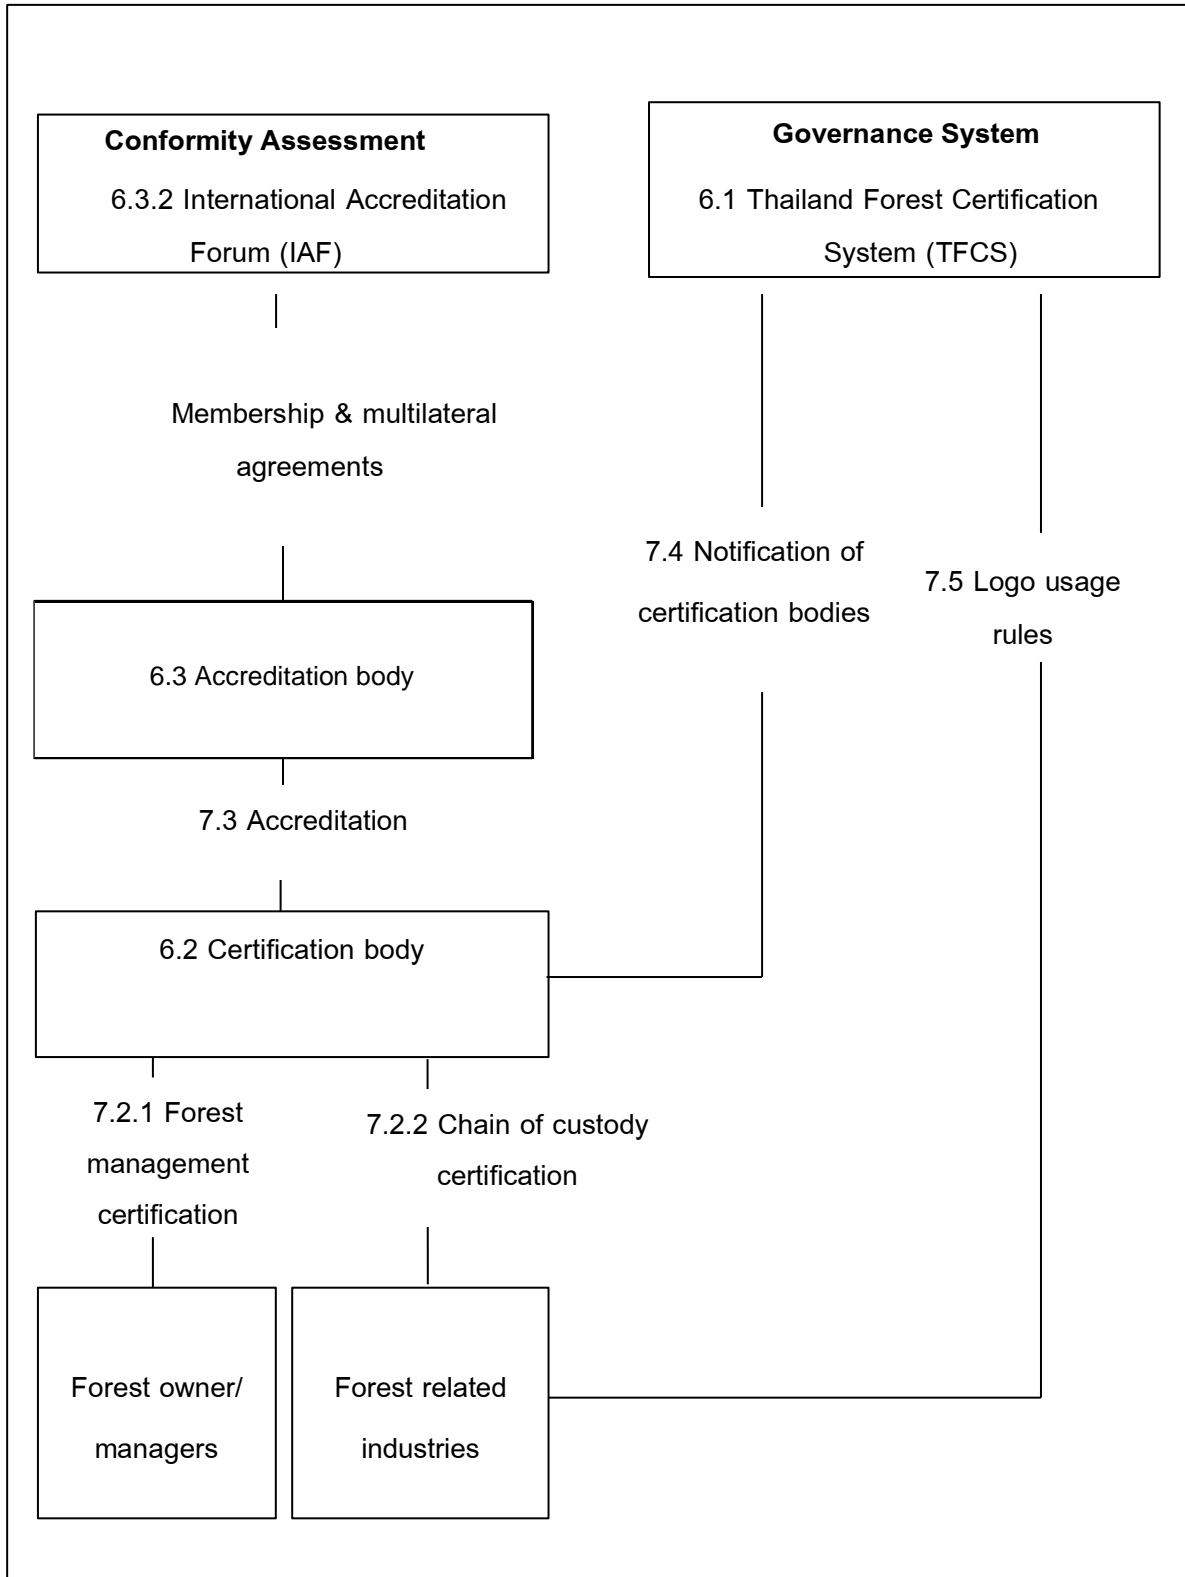 Conformity Assessment
6.3.2 International Accreditation
Forum (IAF)
Governance System
6.1 Thailand Forest Certification
System (TFCS)
Membership & multilateral
agreements
7.4 Notification of
certification bodies
7.5 Logo usage
rules
6.3 Accreditation body
7.3 Accreditation
6.2 Certification body
7.2.1 Forest
management
certification
7.2.2 Chain of custody
certification
Forest owner/
managers
Forest related
industries